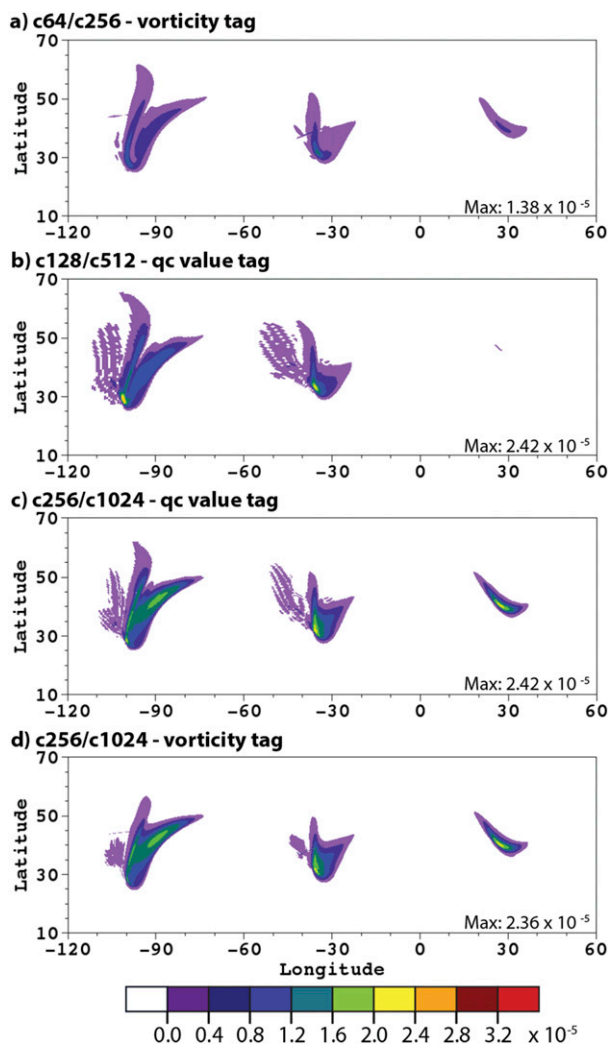 a) c64/c256 - vorticity tag
70
50
30
10
Latitude
Max: 1.38 x 10 -5
-120 -90 -60 -30 0 30 60
b) c128/c512 - qc value tag
70
50
30
10
Latitude
Max: 2.42 x 10 -5
-120 -90 -60 -30 0 30 60
c) c256/c1024 - qc value tag
70
50
30
10
Latitude
Max: 2.42 x 10 -5
-120 -90 -60 -30 0 30 60
d) c256/c1024 - vorticity tag
70
50
30
10
Latitude
Max: 2.36 x 10 -5
-120 -90 -60 -30 0 30 60
Longitude
0.0 0.4 0.8 1.2 1.6 2.0 2.4 2.8 3.2 x 10 -5